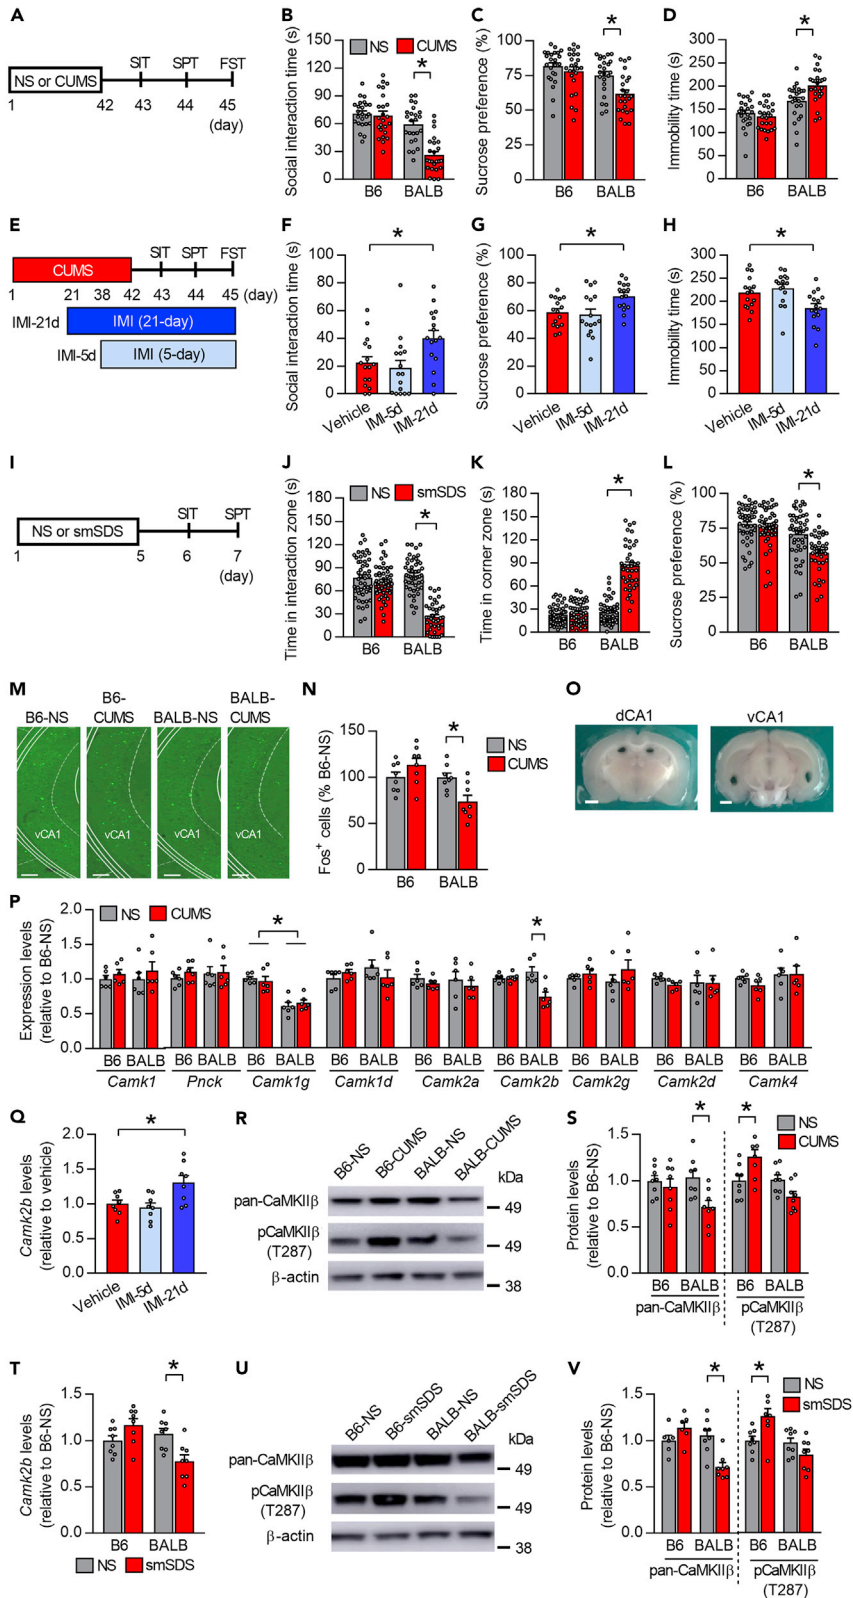 A
NS or CUMS
SIT SPT FST
1 42 43 44 45
(day)
B
NS CUMS
Social interaction time (s)
150
120
90
60
30
0
*
B6 BALB
C
Sucrose preference (%)
100
75
50
25
0
*
B6 BALB
D
Immobility time (s)
300
250
200
150
100
50
0
*
B6 BALB
E
CUMS
SIT SPT FST
1 21 38 42 43 44 45 (day)
IMI-21d IMI (21-day)
IMI-5d IMI (5-day)
F
Social interaction time (s)
120
90
60
30
0
*
Vehicle IMI-5d IMI-21d
G
Sucrose preference (%)
100
80
60
40
20
0
*
Vehicle IMI-5d IMI-21d
H
Immobility time (s)
300
250
200
150
100
50
0
*
Vehicle IMI-5d IMI-21d
I
NS or smSDS
SIT SPT
1 5 6 7
(day)
J
NS smSDS
Time in interaction zone (s)
180
150
120
90
60
30
0
*
B6 BALB
K
Time in corner zone (s)
180
150
120
90
60
30
0
*
B6 BALB
L
Sucrose preference (%)
100
75
50
25
0
*
B6 BALB
M
B6-NS B6-CUMS BALB-NS BALB-CUMS
vCA1 vCA1 vCA1 vCA1
N
NS
CUMS
Fos+ cells (% B6-NS)
150
100
50
0
*
B6 BALB
O
dCA1 vCA1
P
NS CUMS
Expression levels
(relative to B6-NS)
2.0
1.5
1.0
0.5
0.0
* *
B6 BALB B6 BALB B6 BALB B6 BALB B6 BALB B6 BALB B6 BALB B6 BALB B6 BALB
Camk1 Pnck Camk1g Camk1d Camk2a Camk2b Camk2g Camk2d Camk4
Q
Camk2b levels
(relative to vehicle)
2.0
1.5
1.0
0.5
0.0
*
Vehicle IMI-5d IMI-21d
R
B6-NS B6-CUMS BALB-NS BALB-CUMS
kDa
pan-CaMKIIβ
49
pCaMKIIβ
(T287)
49
β-actin
38
S
NS
CUMS
Protein levels
(relative to B6-NS)
1.5
1.0
0.5
0.0
* *
B6 BALB B6 BALB
pan-CaMKIIβ pCaMKIIβ
(T287)
T
Camk2b levels
(relative to B6-NS)
1.5
1.0
0.5
0.0
*
B6 BALB
NS smSDS
U
B6-NS B6-smSDS BALB-NS BALB-smSDS
kDa
pan-CaMKIIβ
49
pCaMKIIβ
(T287)
49
β-actin
38
V
NS
smSDS
Protein levels
(relative to B6-NS)
1.5
1.0
0.5
0.0
* *
B6 BALB B6 BALB
pan-CaMKIIβ pCaMKIIβ
(T287)